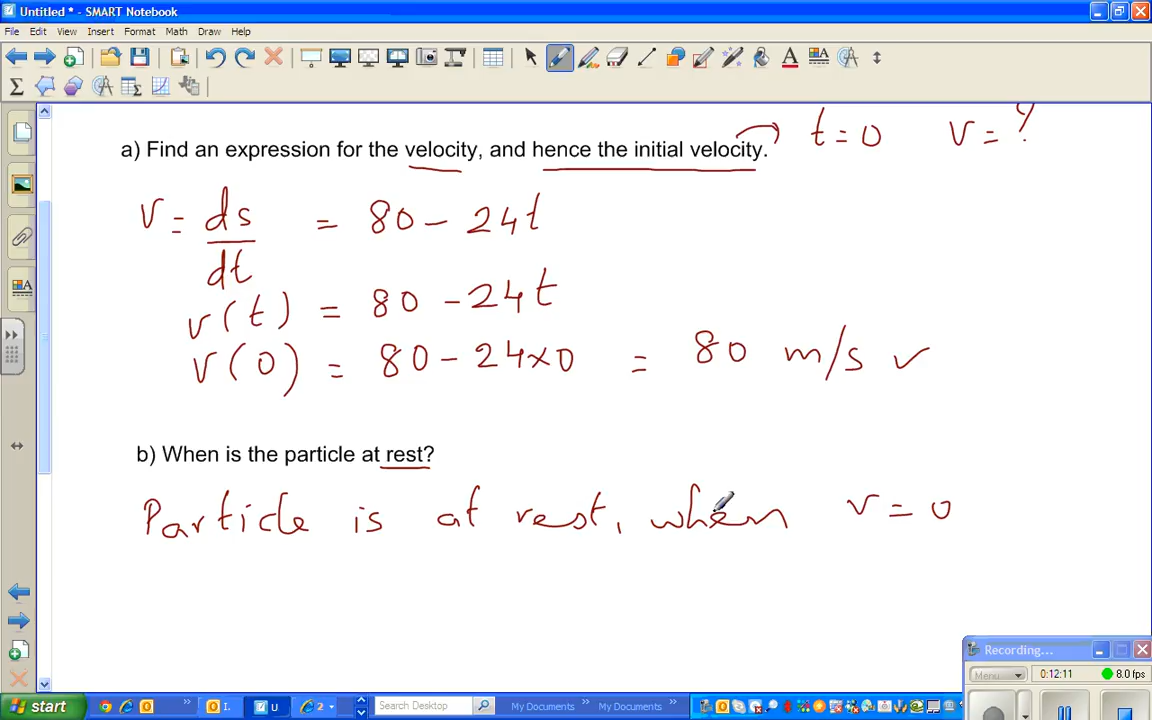 Untitled * - SMART Notebook
File Edit View Insert Format Math Draw Help
t = 0 v = ?
a) Find an expression for the velocity, and hence the initial velocity.
v = ds/dt = 80 - 24t
v(t) = 80 - 24t
v(0) = 80 - 24×0 = 80 m/s ✓
b) When is the particle at rest?
Particle is at rest, when v = 0
Recording...
Menu 0:12:11 8.0 fps
start I. U 2 Search Desktop My Documents » My Documents »